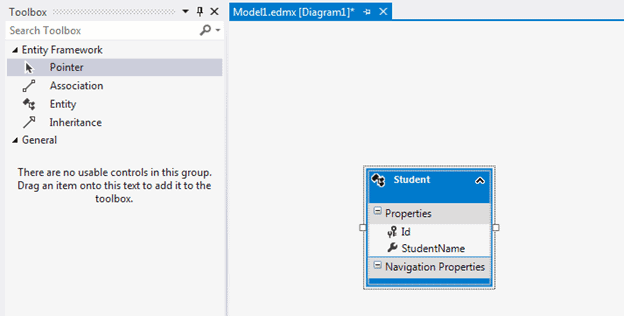 Toolbox
Search Toolbox
Entity Framework
Pointer
Association
Entity
Inheritance
General
There are no usable controls in this group.
Drag an item onto this text to add it to the
toolbox.
Model1.edmx [Diagram1]*
Student
Properties
Id
StudentName
Navigation Properties